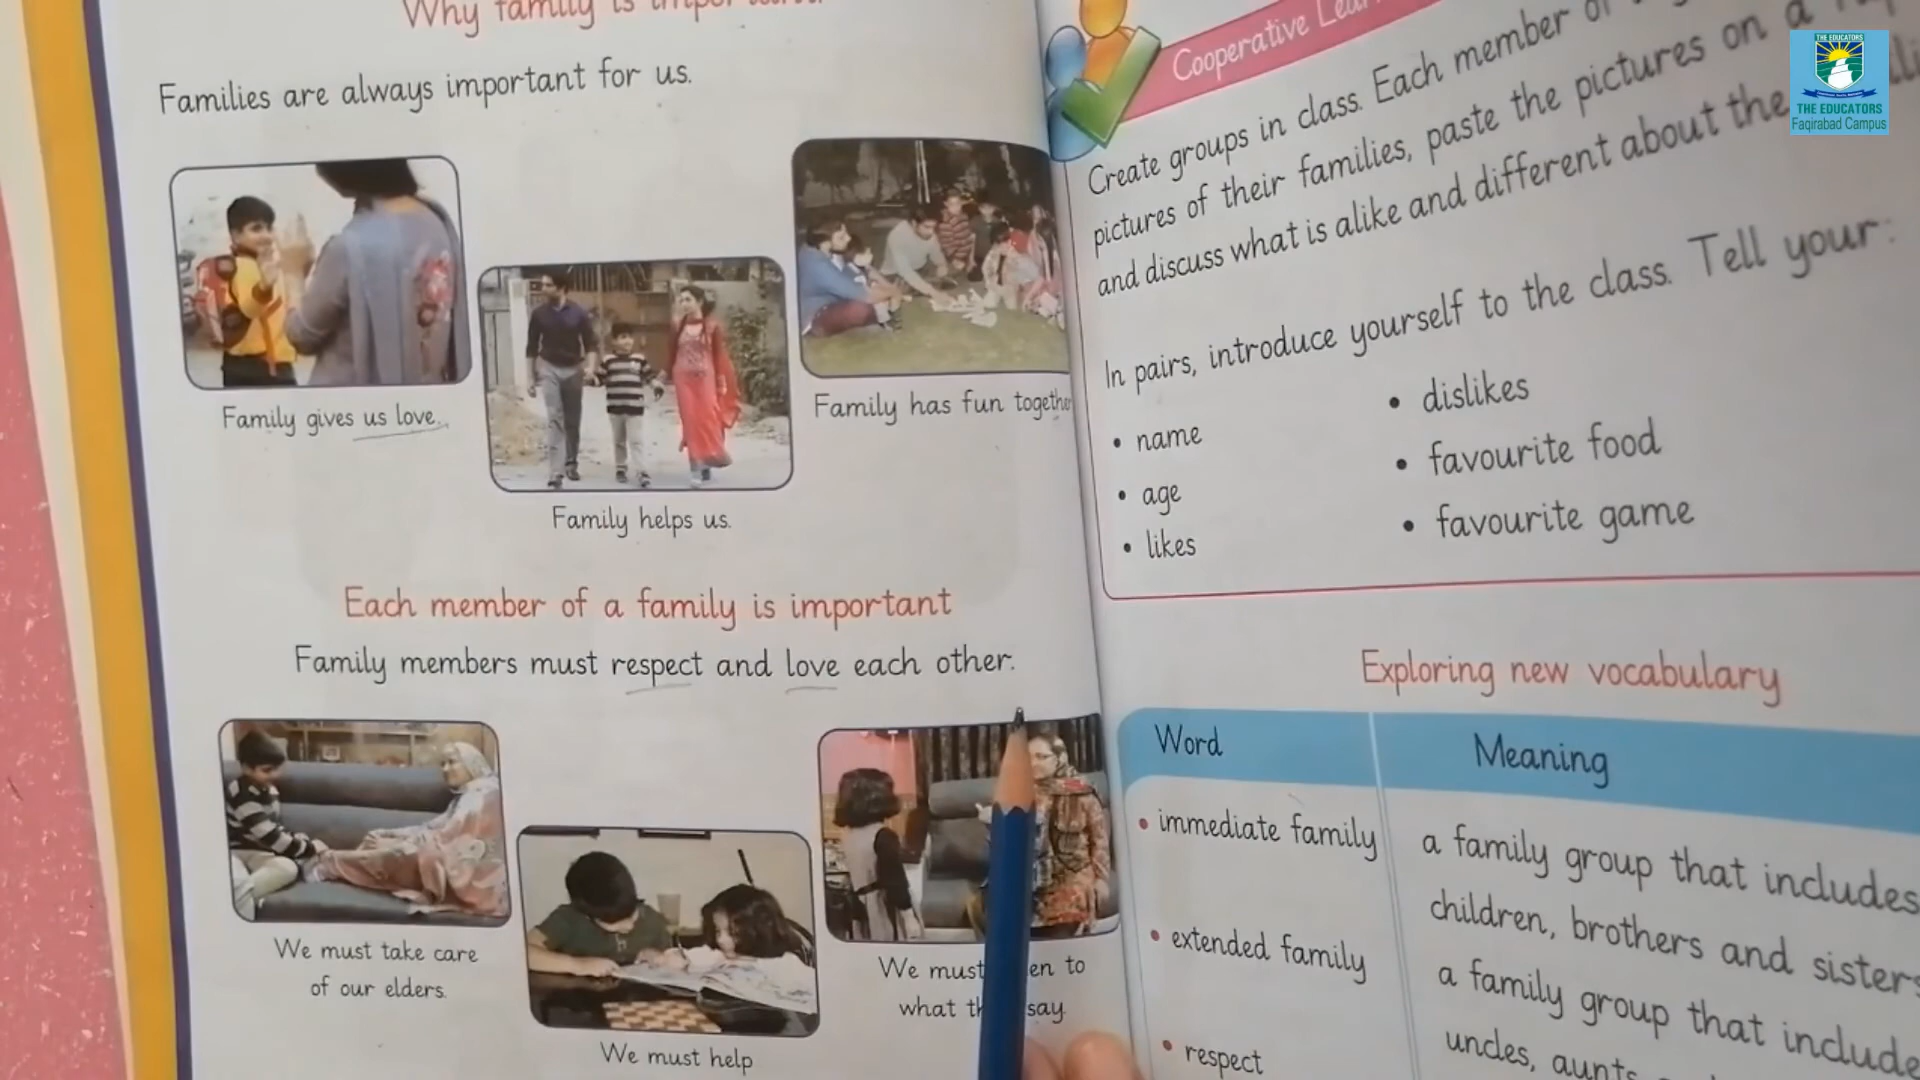 Why family is important
Families are always important for us.
Family gives us love.
Family helps us.
Family has fun
Each member of a family is important
Family members must respect and love each other.
We must take care
of our elders.
We must help
We must to
what say.
Cooperative
Create groups in class. Each member of
pictures of their families, paste the pictures on a
and discuss what is alike and different about the
In pairs, introduce yourself to the class. Tell your:
• name
• age
• likes
• dislikes
• favourite food
• favourite game
Exploring new vocabulary
Word Meaning
• immediate family a family group that includes
children, brothers and sisters
• extended family a family group that include
uncles, aunts
• respect
THE EDUCATORS
THE EDUCATORS
Faqirabad Campus